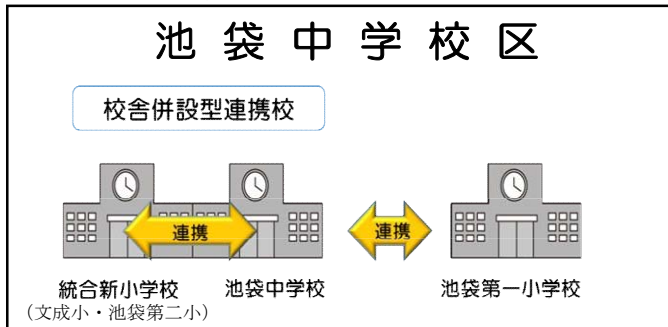 池袋中学校区
校舎併設型連携校
連携
連携
統合新小学校
池袋中学校
池袋第一小学校
（文成小・池袋第二小）